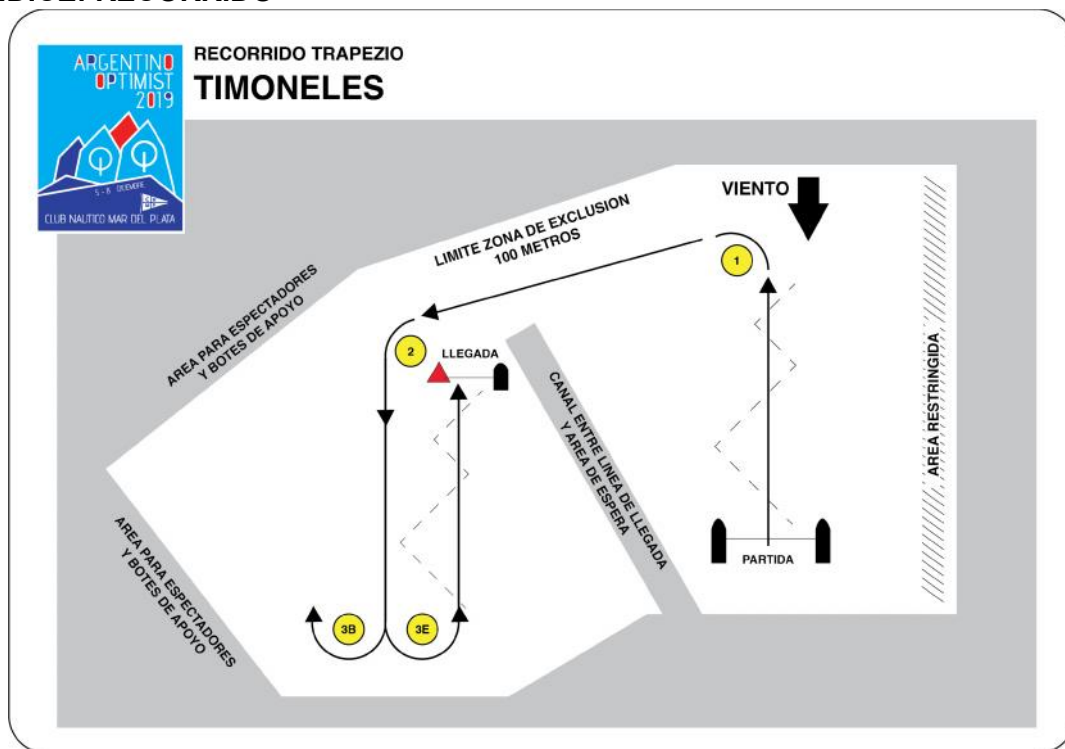 RECORRIDO
ARGENTINO
OPTIMIST
2019
5 - 8 DICIEMBRE
CLUB NAUTICO MAR DEL PLATA
RECORRIDO TRAPEZIO
TIMONELES
VIENTO
LIMITE ZONA DE EXCLUSION
100 METROS
1
AREA PARA ESPECTADORES
Y BOTES DE APOYO
2
LLEGADA
CANAL ENTRE LINEA DE LLEGADA
Y AREA DE ESPERA
AREA RESTRINGIDA
PARTIDA
AREA PARA ESPECTADORES
Y BOTES DE APOYO
3B
3E